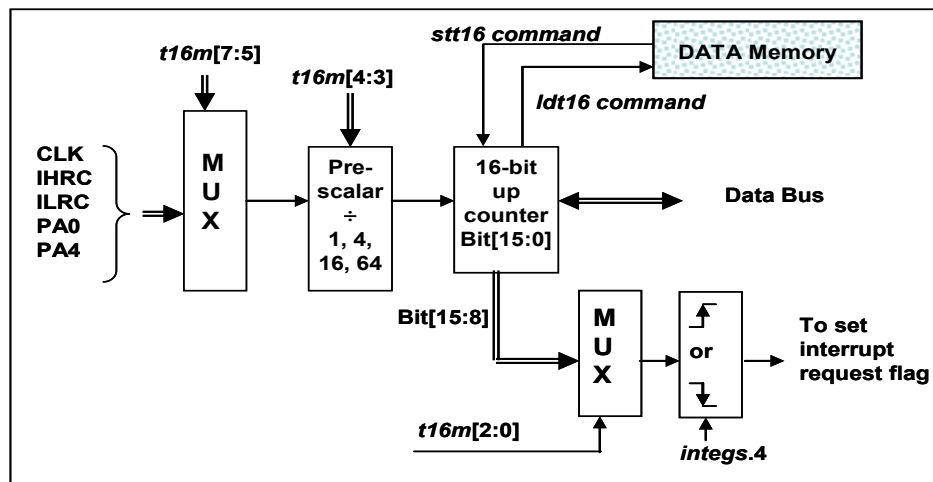 stt16 command
DATA Memory
t16m[7:5]
t16m[4:3]
ldt16 command
CLK
IHRC
ILRC
PA0
PA4
M
U
X
Pre-
scalar
÷
1, 4,
16, 64
16-bit
up
counter
Bit[15:0]
Data Bus
Bit[15:8]
M
U
X
or
To set
interrupt
request flag
t16m[2:0]
integs.4